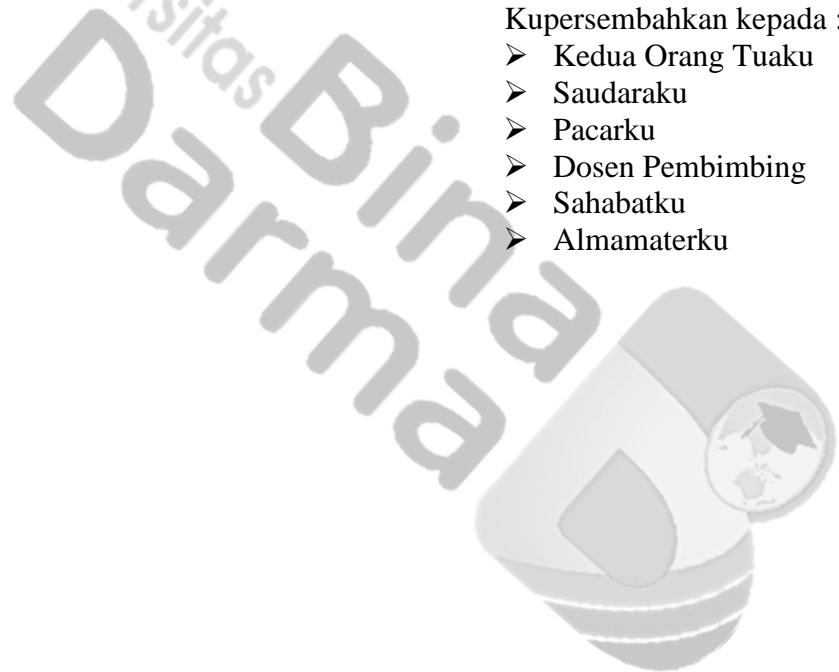 Kupersembahkan kepada :
➢ Kedua Orang Tuaku
➢ Saudaraku
➢ Pacarku
➢ Dosen Pembimbing
➢ Sahabatku
➢ Almamaterku
Bina
Darma